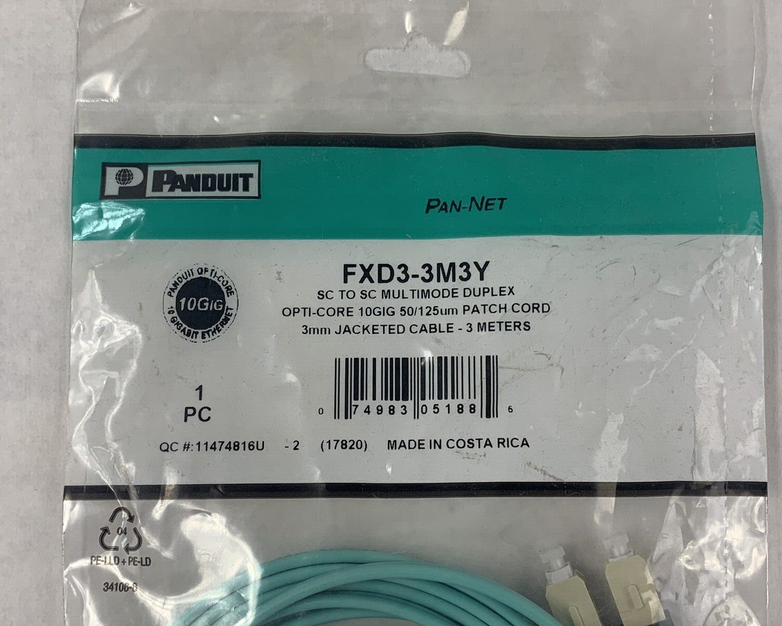 P PANDUIT
PAN-NET
FXD3-3M3Y
SC TO SC MULTIMODE DUPLEX
OPTI-CORE 10GIG 50/125um PATCH CORD
3mm JACKETED CABLE - 3 METERS
PANDUIT OPTI-CORE
10GIG
10 GIGABIT ETHERNET
1
PC
0 74983 05188 6
QC #:11474816U - 2 (17820) MADE IN COSTA RICA
04
PE-LLD + PE-LD
34106-8